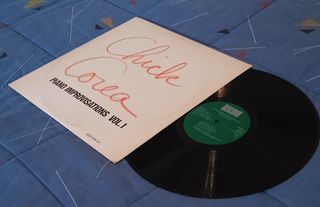 Chick
Corea
PIANO IMPROVISATIONS VOL. 1